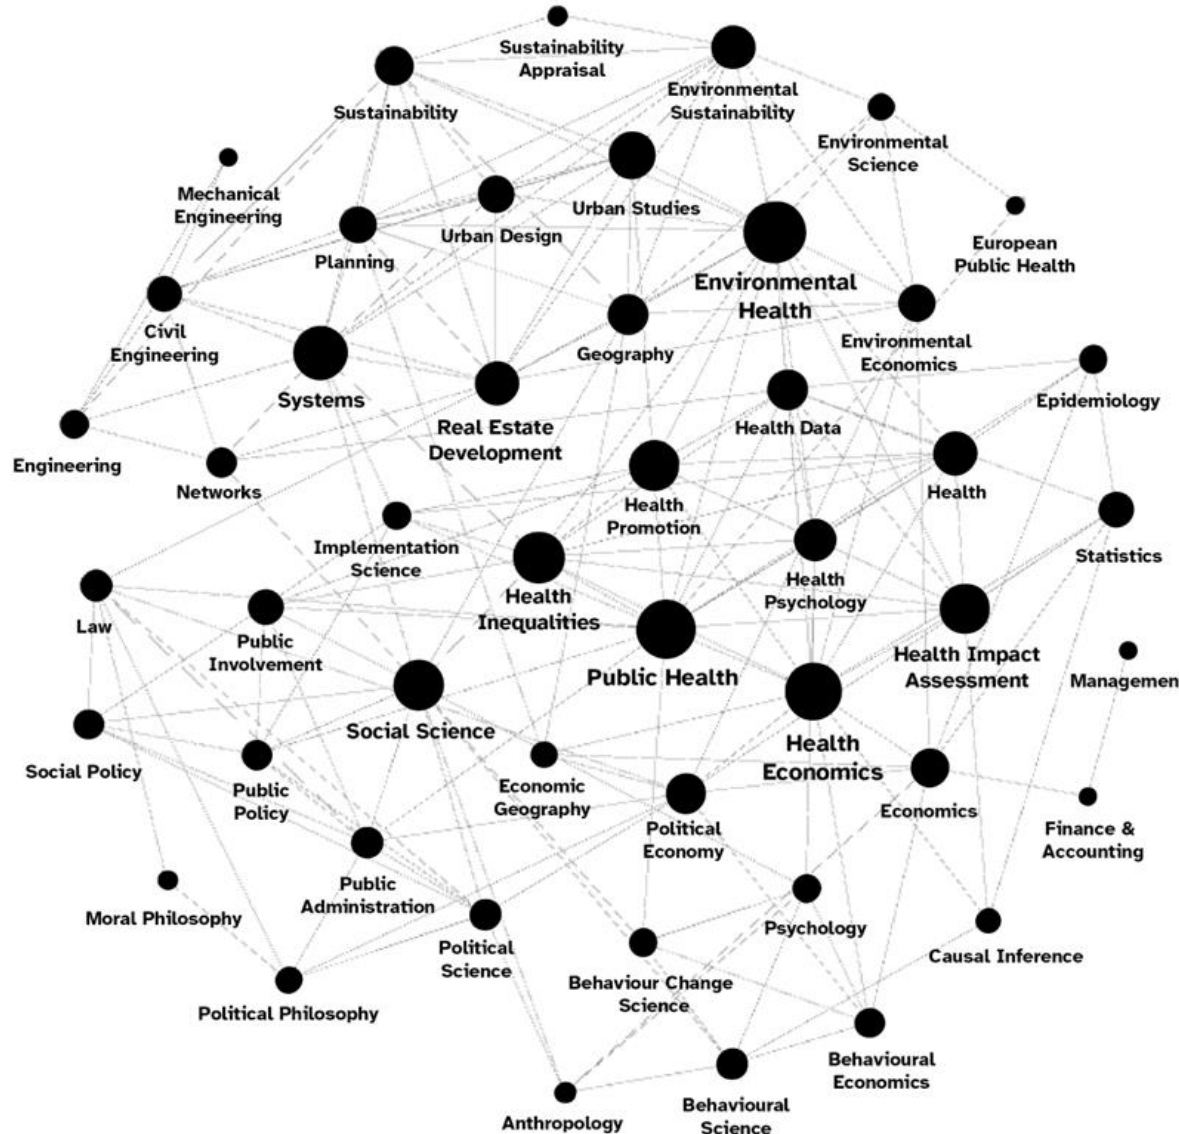 Sustainability
Appraisal
Sustainability
Environmental
Sustainability
Environmental
Science
Mechanical
Engineering
Urban Studies
Urban Design
Planning
European
Public Health
Environmental
Health
Civil
Engineering
Geography
Environmental
Economics
Systems
Real Estate
Development
Health Data
Epidemiology
Engineering
Networks
Health
Promotion
Health
Implementation
Science
Health
Psychology
Statistics
Law
Public
Involvement
Health
Inequalities
Public Health
Health Impact
Assessment
Managemen
Social Science
Health
Economics
Social Policy
Public
Policy
Economic
Geography
Political
Economy
Economics
Finance &
Accounting
Public
Administration
Moral Philosophy
Political
Science
Psychology
Causal Inference
Behaviour Change
Science
Political Philosophy
Behavioural
Economics
Anthropology
Behavioural
Science